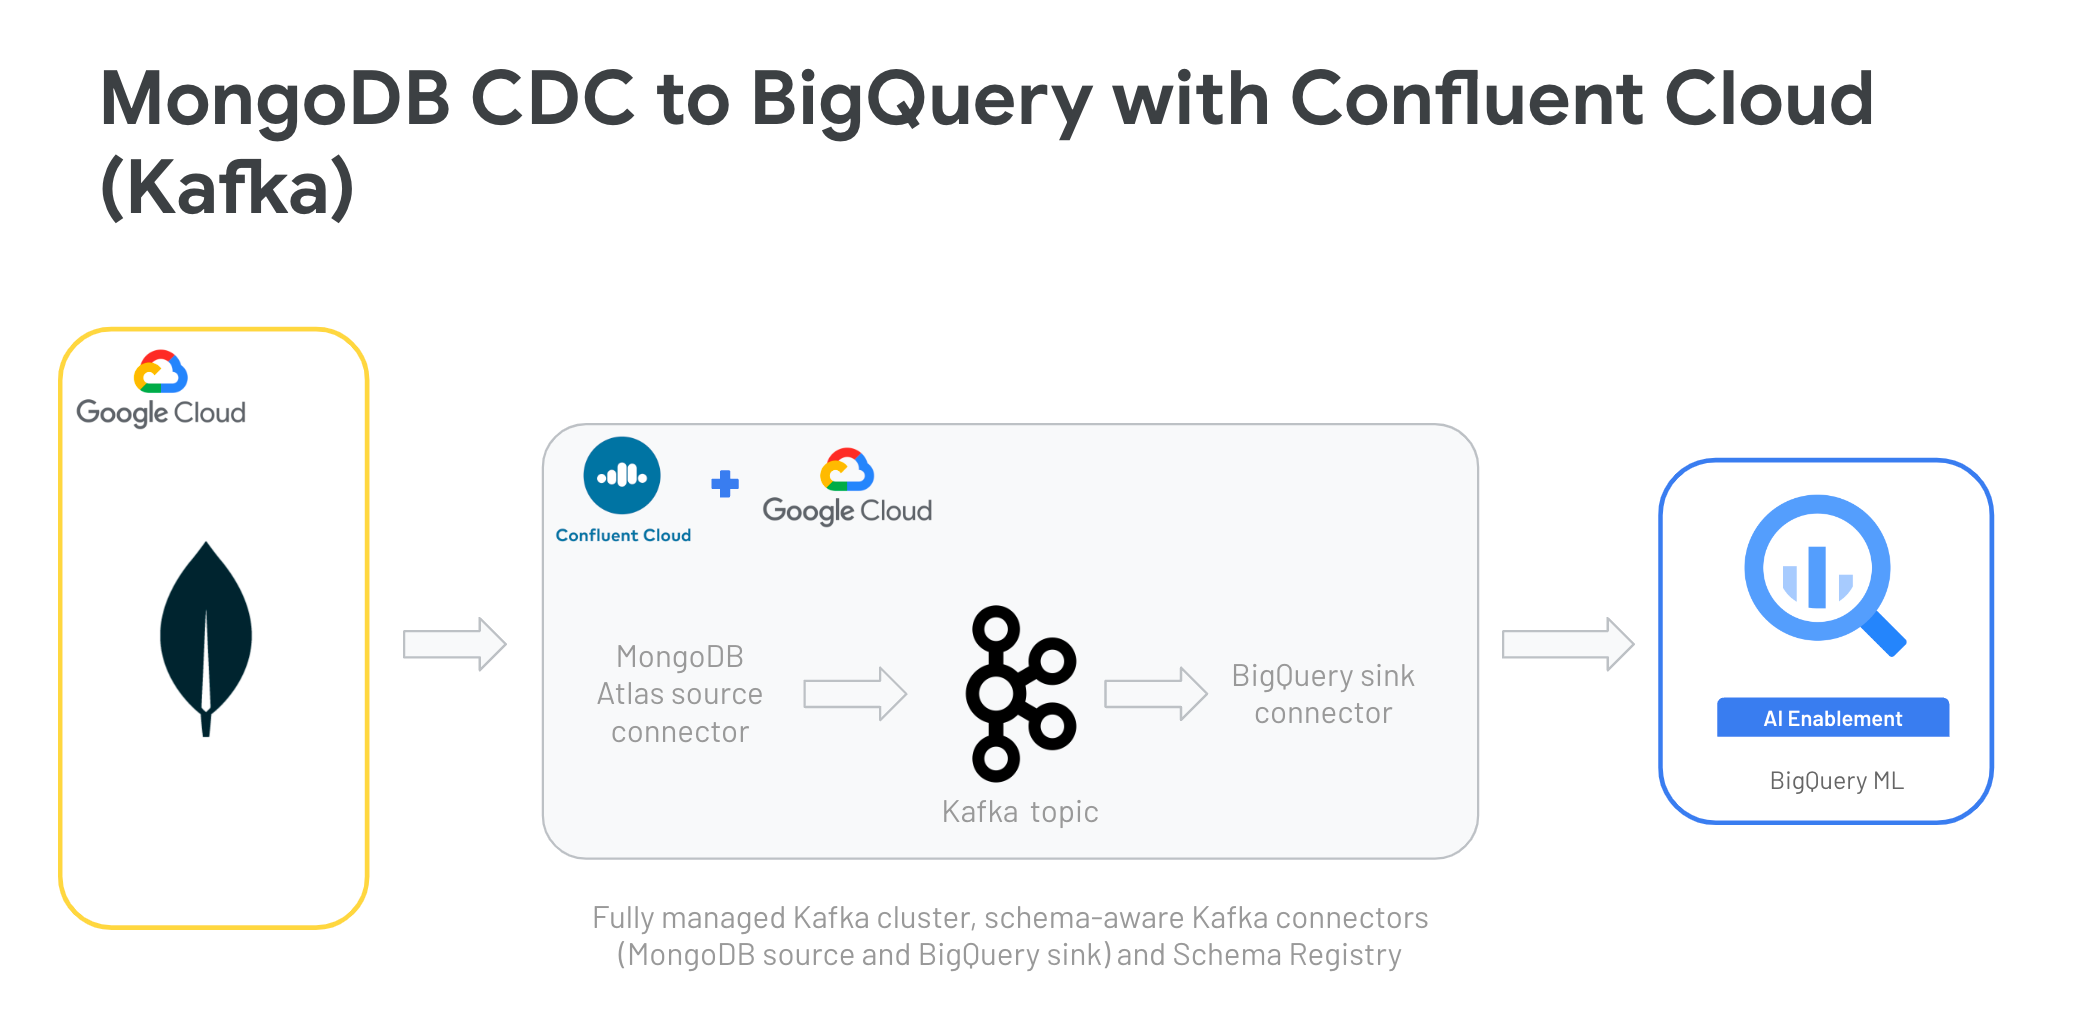 MongoDB CDC to BigQuery with Confluent Cloud
(Kafka)
Google Cloud
Confluent Cloud
Google Cloud
MongoDB
Atlas source
connector
Kafka topic
BigQuery sink
connector
AI Enablement
BigQuery ML
Fully managed Kafka cluster, schema-aware Kafka connectors
(MongoDB source and BigQuery sink) and Schema Registry